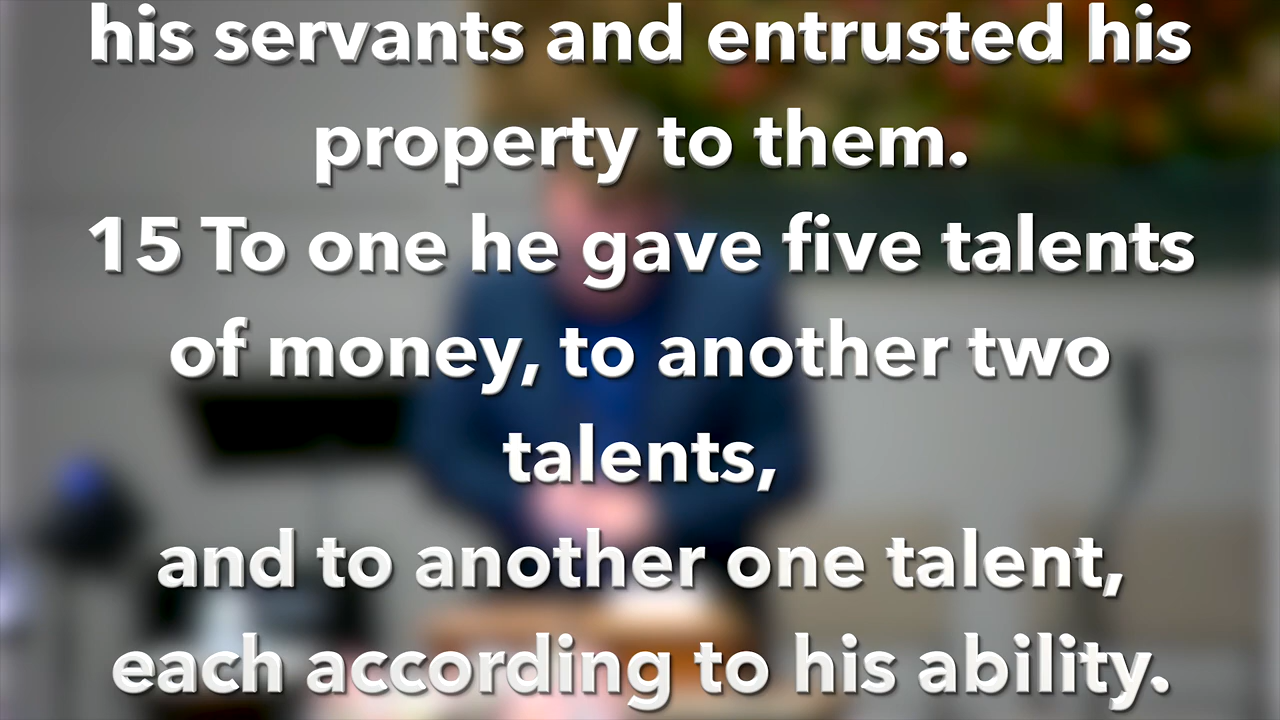 his servants and entrusted his
property to them.
15 To one he gave five talents
of money, to another two
talents,
and to another one talent,
each according to his ability.